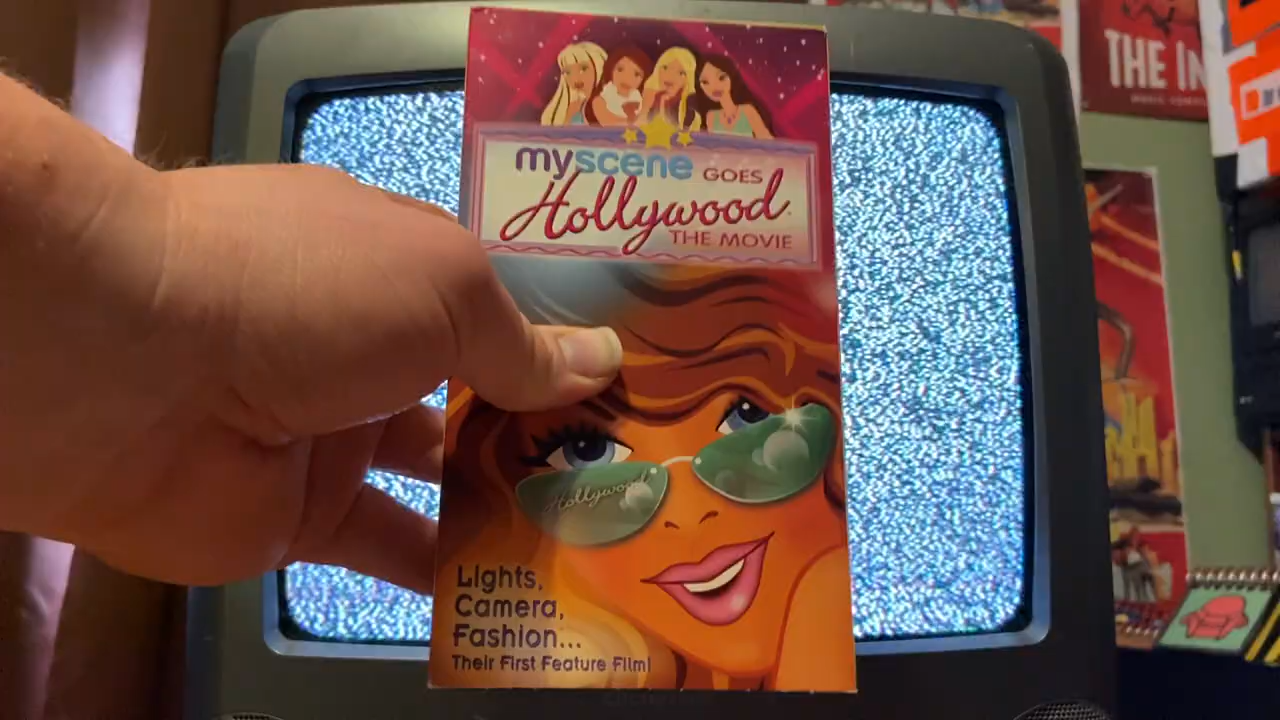 myscene GOES
Hollywood
THE MOVIE
Hollywood
Lights,
Camera,
Fashion...
Their First Feature Film!
THE IN